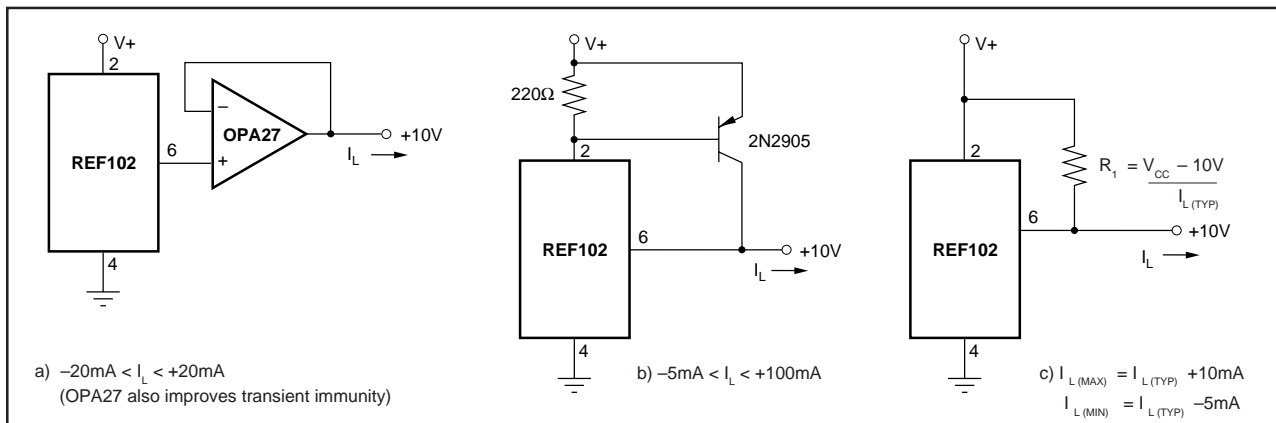 V+
2
REF102
6
4
–
+
OPA27
+10V
I_L
a) –20mA < I_L < +20mA
(OPA27 also improves transient immunity)
V+
220Ω
2N2905
2
REF102
6
+10V
I_L
4
b) –5mA < I_L < +100mA
V+
2
R_1 = V_CC – 10V
I_L (TYP)
REF102
6
+10V
I_L
4
c) I_L (MAX) = I_L (TYP) +10mA
I_L (MIN) = I_L (TYP) –5mA